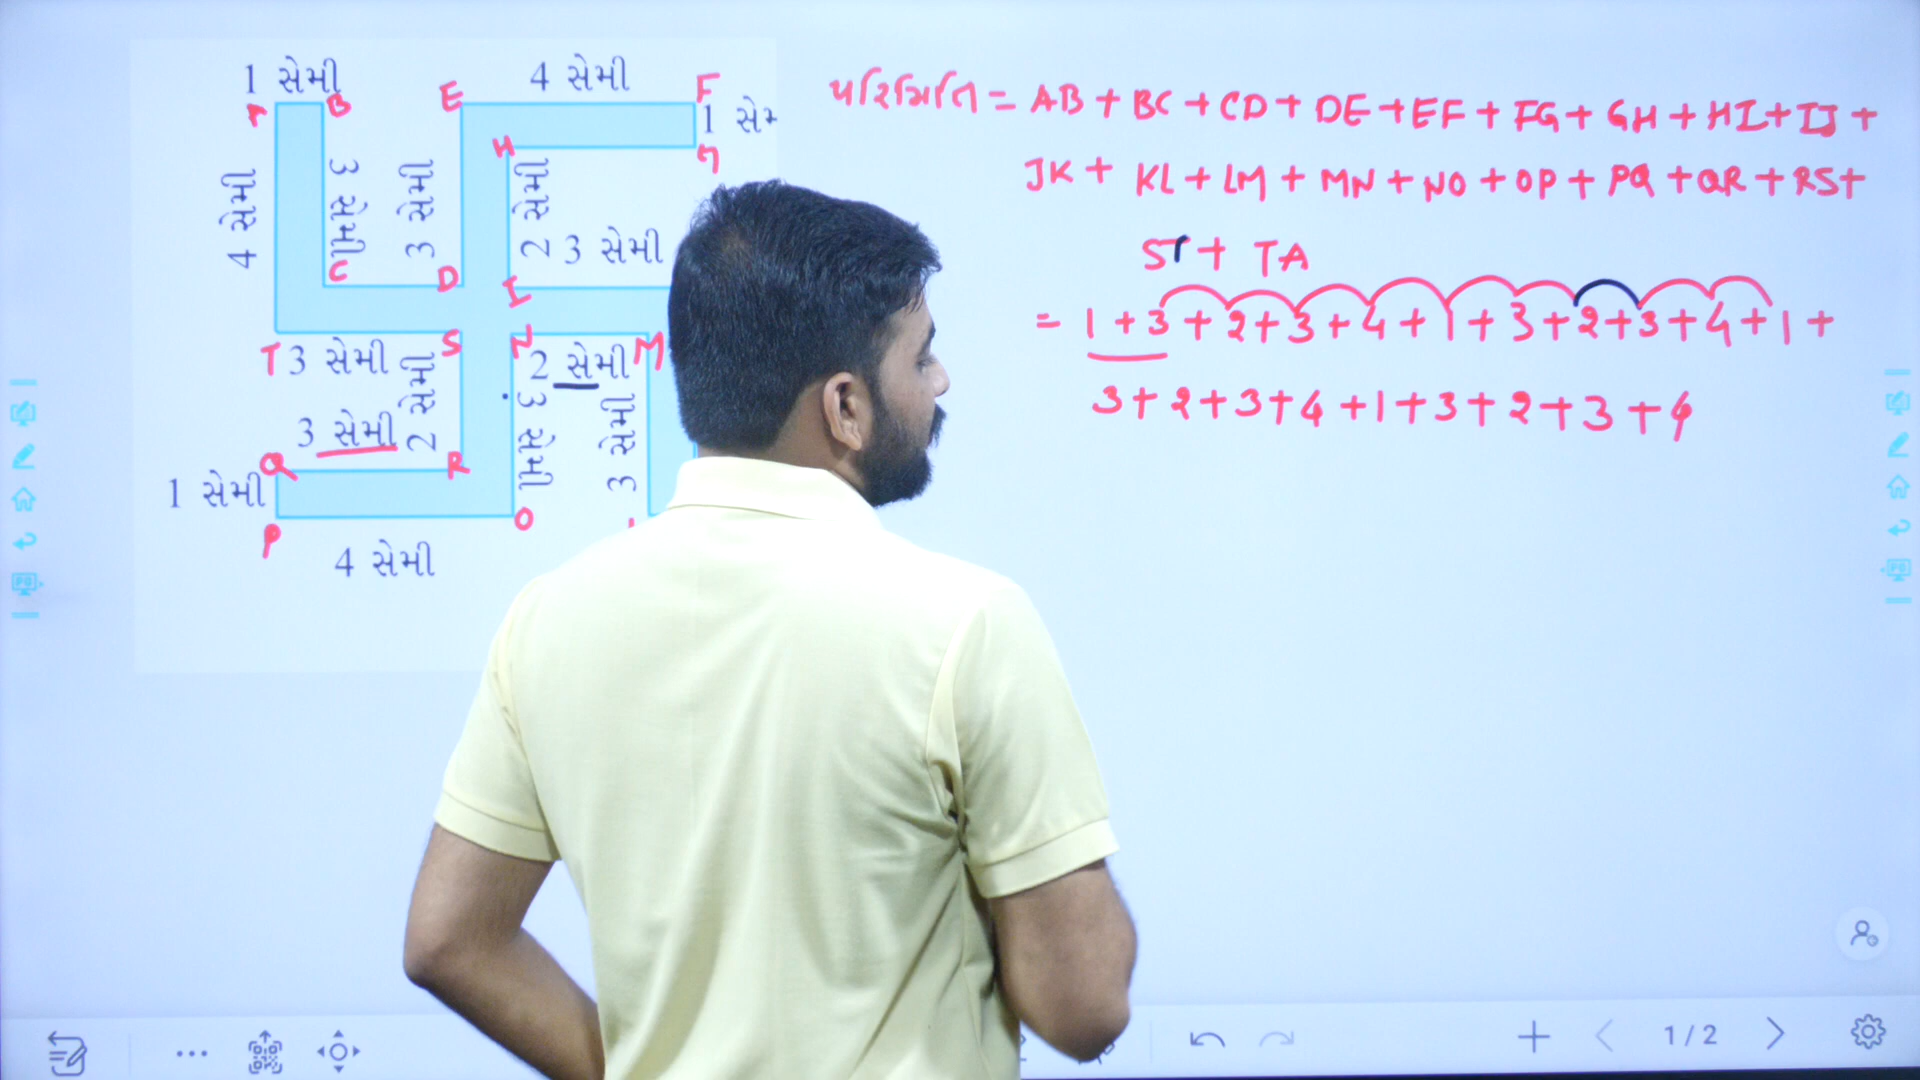 1 સેમી
4 સેમી
A B E F
1 સેમ
H G
4 સેમી 3 સેમી 3 સેમી 2 સેમી
3 સેમી
C D I
T 3 સેમી S N 2 સેમી M
2 સેમી 3 સેમી 3 સેમી
3 સેમી
Q R
1 સેમી
P O
4 સેમી
પરિમિતિ = AB + BC + CD + DE + EF + FG + GH + HI + IJ +
JK + KL + LM + MN + NO + OP + PQ + QR + RS +
ST + TA
= 1 + 3 + 2 + 3 + 4 + 1 + 3 + 2 + 3 + 4 + 1 +
3 + 2 + 3 + 4 + 1 + 3 + 2 + 3 + 4
1 / 2